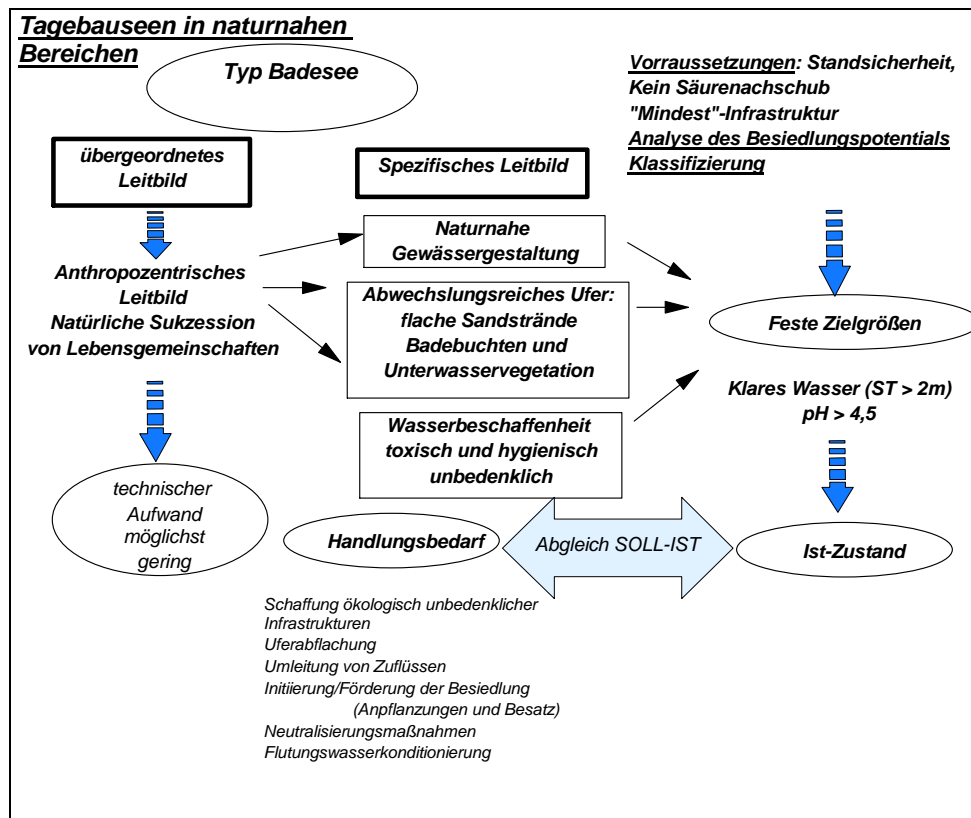 Tagebauseen in naturnahen
Bereichen
Typ Badesee
Vorraussetzungen: Standsicherheit,
Kein Säurenachschub
"Mindest"-Infrastruktur
Analyse des Besiedlungspotentials
Klassifizierung
übergeordnetes
Leitbild
Spezifisches Leitbild
Anthropozentrisches
Leitbild
Natürliche Sukzession
von Lebensgemeinschaften
Naturnahe
Gewässergestaltung
Abwechslungsreiches Ufer:
flache Sandstrände
Badebuchten und
Unterwasservegetation
Wasserbeschaffenheit
toxisch und hygienisch
unbedenklich
Feste Zielgrößen
Klares Wasser (ST > 2m)
pH > 4,5
technischer
Aufwand
möglichst
gering
Handlungsbedarf
Abgleich SOLL-IST
Ist-Zustand
Schaffung ökologisch unbedenklicher
Infrastrukturen
Uferabflachung
Umleitung von Zuflüssen
Initiierung/Förderung der Besiedlung
(Anpflanzungen und Besatz)
Neutralisierungsmaßnahmen
Flutungswasserkonditionierung